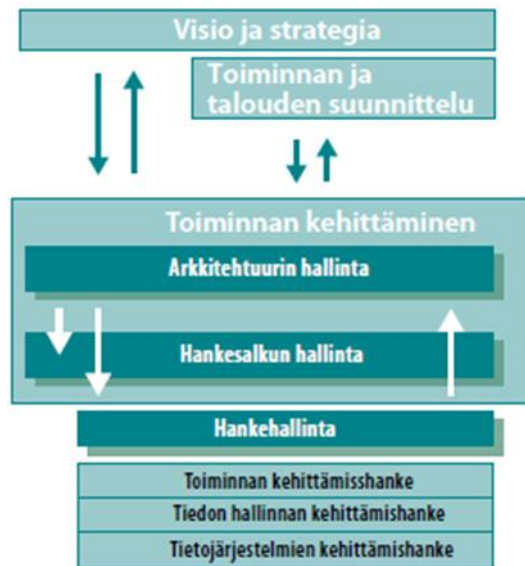 Visio ja strategia
Toiminnan ja
talouden suunnittelu
Toiminnan kehittäminen
Arkkitehtuurin hallinta
Hankesalkun hallinta
Hankehallinta
Toiminnan kehittämisshanke
Tiedon hallinnan kehittämishanke
Tietojärjestelmien kehittämishanke